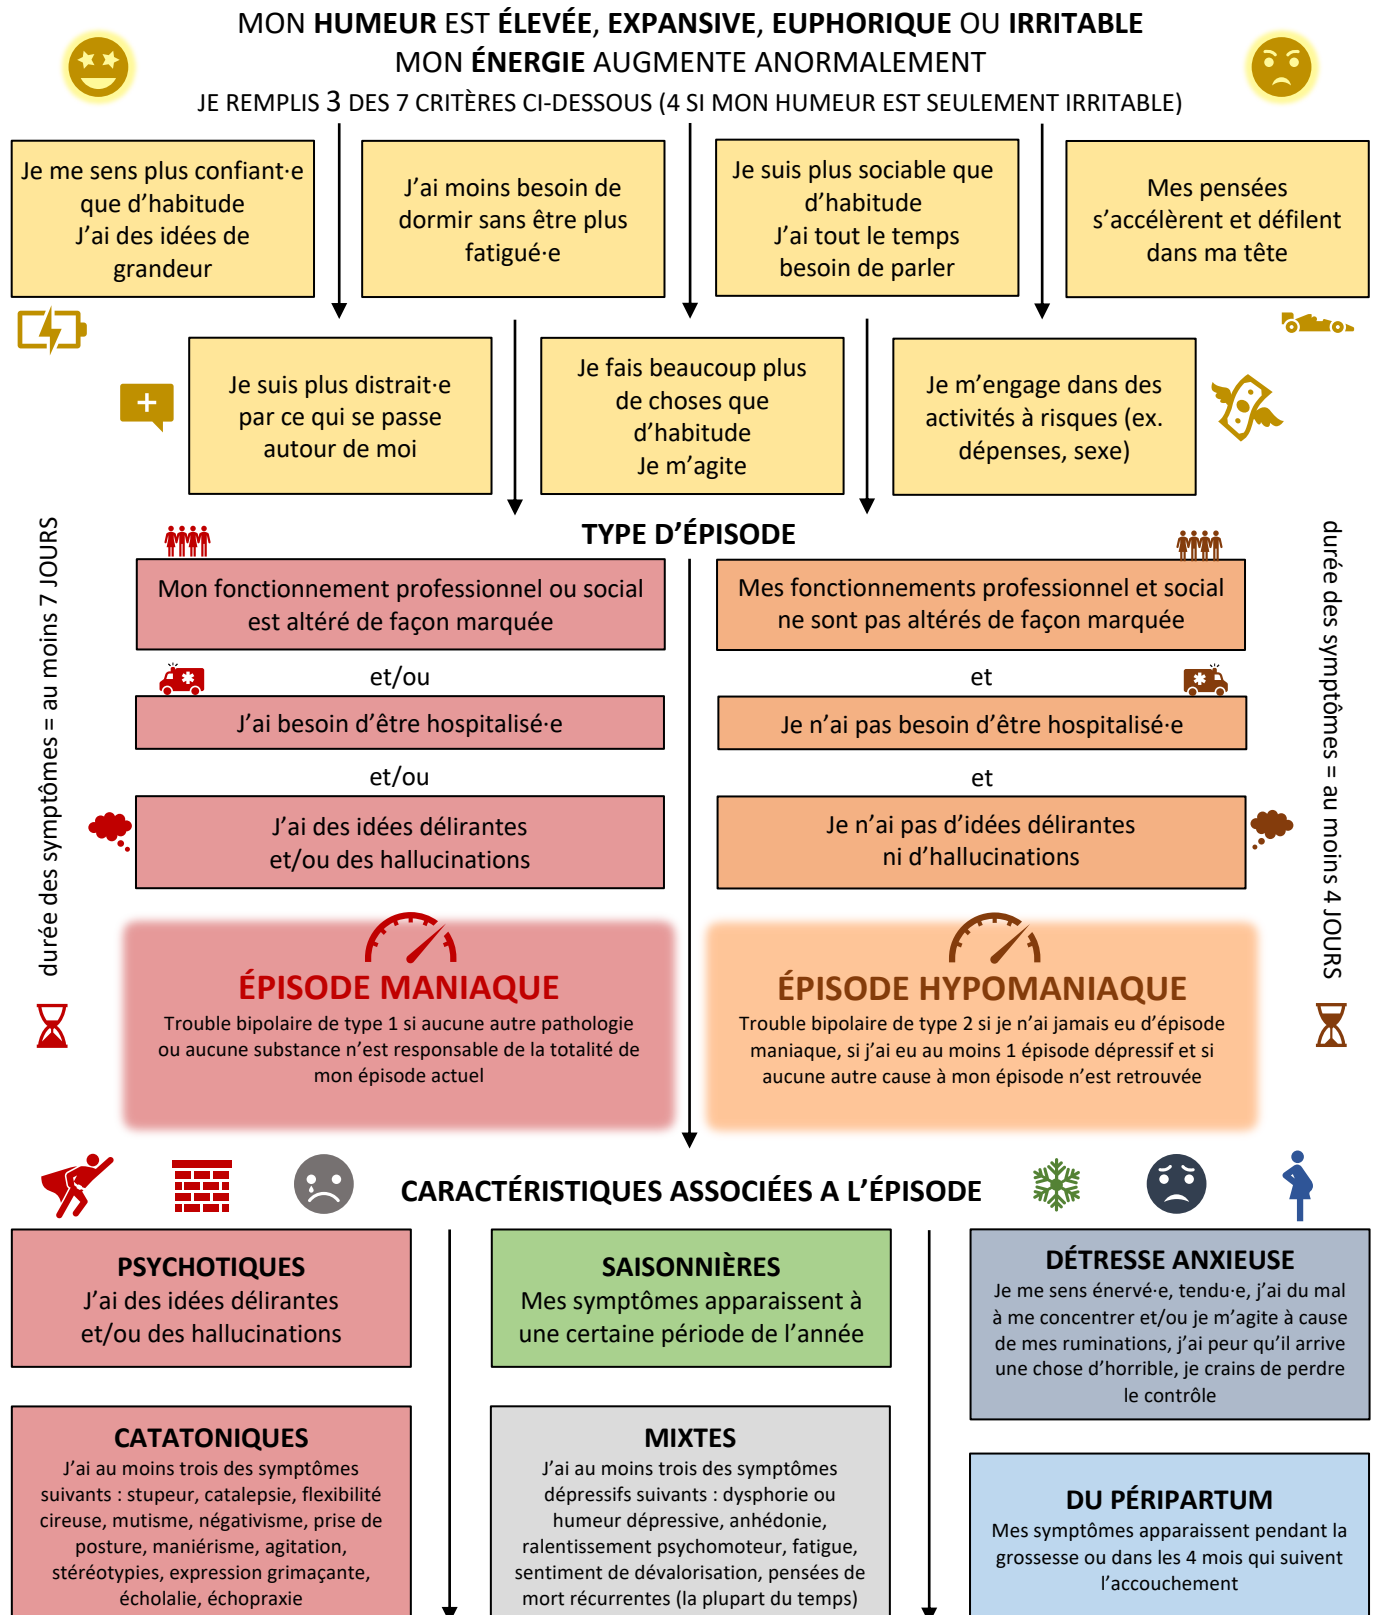 MON HUMEUR EST ÉLEVÉE, EXPANSIVE, EUPHORIQUE OU IRRITABLE
MON ÉNERGIE AUGMENTE ANORMALEMENT
JE REMPLIS 3 DES 7 CRITÈRES CI-DESSOUS (4 SI MON HUMEUR EST SEULEMENT IRRITABLE)
Je me sens plus confiant·e
que d’habitude
J’ai des idées de
grandeur
J’ai moins besoin de
dormir sans être plus
fatigué·e
Je suis plus sociable que
d’habitude
J’ai tout le temps
besoin de parler
Mes pensées
s’accélèrent et défilent
dans ma tête
Je suis plus distrait·e
par ce qui se passe
autour de moi
Je fais beaucoup plus
de choses que
d’habitude
Je m’agite
Je m’engage dans des
activités à risques (ex.
dépenses, sexe)
TYPE D’ÉPISODE
durée des symptômes = au moins 7 JOURS
Mon fonctionnement professionnel ou social
est altéré de façon marquée
et/ou
J’ai besoin d’être hospitalisé·e
et/ou
J’ai des idées délirantes
et/ou des hallucinations
ÉPISODE MANIAQUE
Trouble bipolaire de type 1 si aucune autre pathologie
ou aucune substance n’est responsable de la totalité de
mon épisode actuel
Mes fonctionnements professionnel et social
ne sont pas altérés de façon marquée
et
Je n’ai pas besoin d’être hospitalisé·e
et
Je n’ai pas d’idées délirantes
ni d’hallucinations
ÉPISODE HYPOMANIAQUE
Trouble bipolaire de type 2 si je n’ai jamais eu d’épisode
maniaque, si j’ai eu au moins 1 épisode dépressif et si
aucune autre cause à mon épisode n’est retrouvée
durée des symptômes = au moins 4 JOURS
CARACTÉRISTIQUES ASSOCIÉES A L’ÉPISODE
PSYCHOTIQUES
J’ai des idées délirantes
et/ou des hallucinations
SAISONNIÈRES
Mes symptômes apparaissent à
une certaine période de l’année
DÉTRESSE ANXIEUSE
Je me sens énervé·e, tendu·e, j’ai du mal
à me concentrer et/ou je m’agite à cause
de mes ruminations, j’ai peur qu’il arrive
une chose d’horrible, je crains de perdre
le contrôle
CATATONIQUES
J’ai au moins trois des symptômes
suivants : stupeur, catalepsie, flexibilité
cireuse, mutisme, négativisme, prise de
posture, maniérisme, agitation,
stéréotypies, expression grimaçante,
écholalie, échopraxie
MIXTES
J’ai au moins trois des symptômes
dépressifs suivants : dysphorie ou
humeur dépressive, anhédonie,
ralentissement psychomoteur, fatigue,
sentiment de dévalorisation, pensées de
mort récurrentes (la plupart du temps)
DU PÉRIPARTUM
Mes symptômes apparaissent pendant la
grossesse ou dans les 4 mois qui suivent
l’accouchement